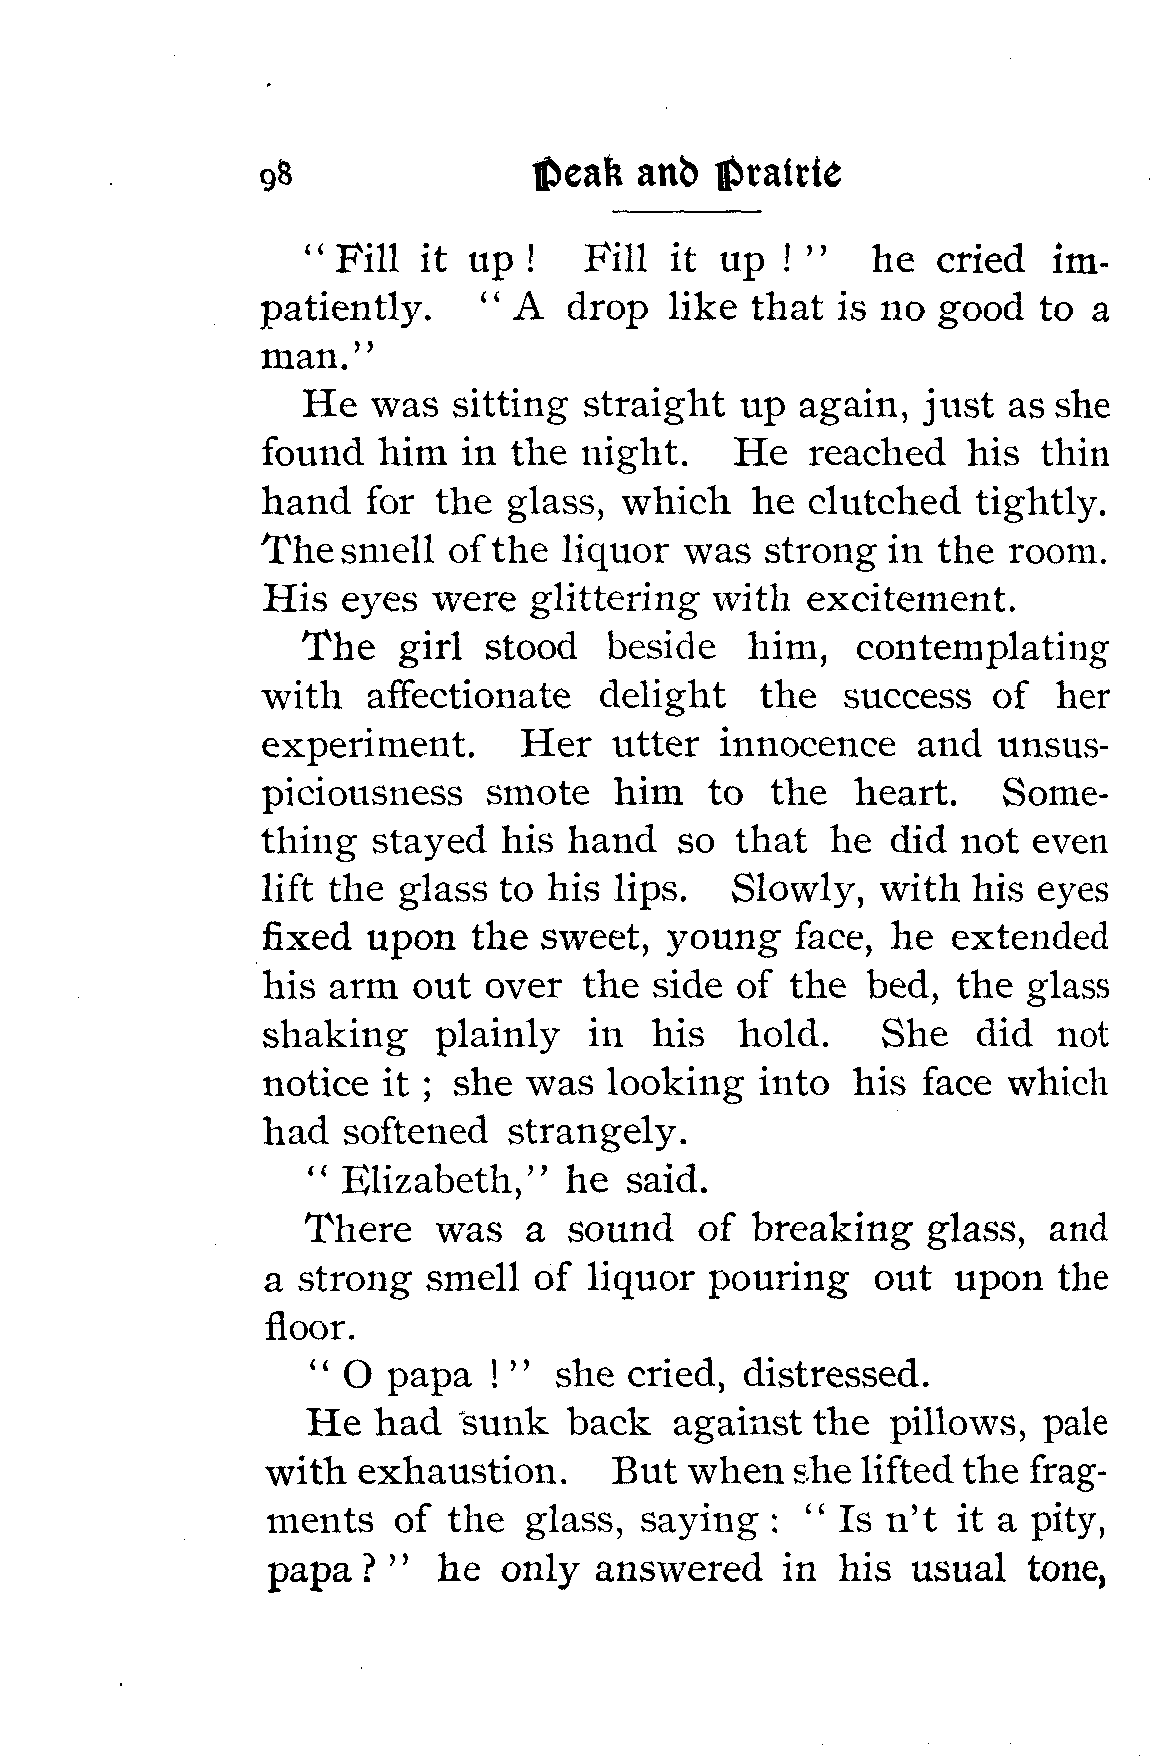 98 Peak and Prairie
"Fill it up! Fill it up!" he cried im-
patiently. "A drop like that is no good to a
man."
He was sitting straight up again, just as she
found him in the night. He reached his thin
hand for the glass, which he clutched tightly.
The smell of the liquor was strong in the room.
His eyes were glittering with excitement.
The girl stood beside him, contemplating
with affectionate delight the success of her
experiment. Her utter innocence and unsus-
piciousness smote him to the heart. Some-
thing stayed his hand so that he did not even
lift the glass to his lips. Slowly, with his eyes
fixed upon the sweet, young face, he extended
his arm out over the side of the bed, the glass
shaking plainly in his hold. She did not
notice it; she was looking into his face which
had softened strangely.
"Elizabeth," he said.
There was a sound of breaking glass, and
a strong smell of liquor pouring out upon the
floor.
"O papa!" she cried, distressed.
He had sunk back against the pillows, pale
with exhaustion. But when she lifted the frag-
ments of the glass, saying: "Is n't it a pity,
papa?" he only answered in his usual tone,